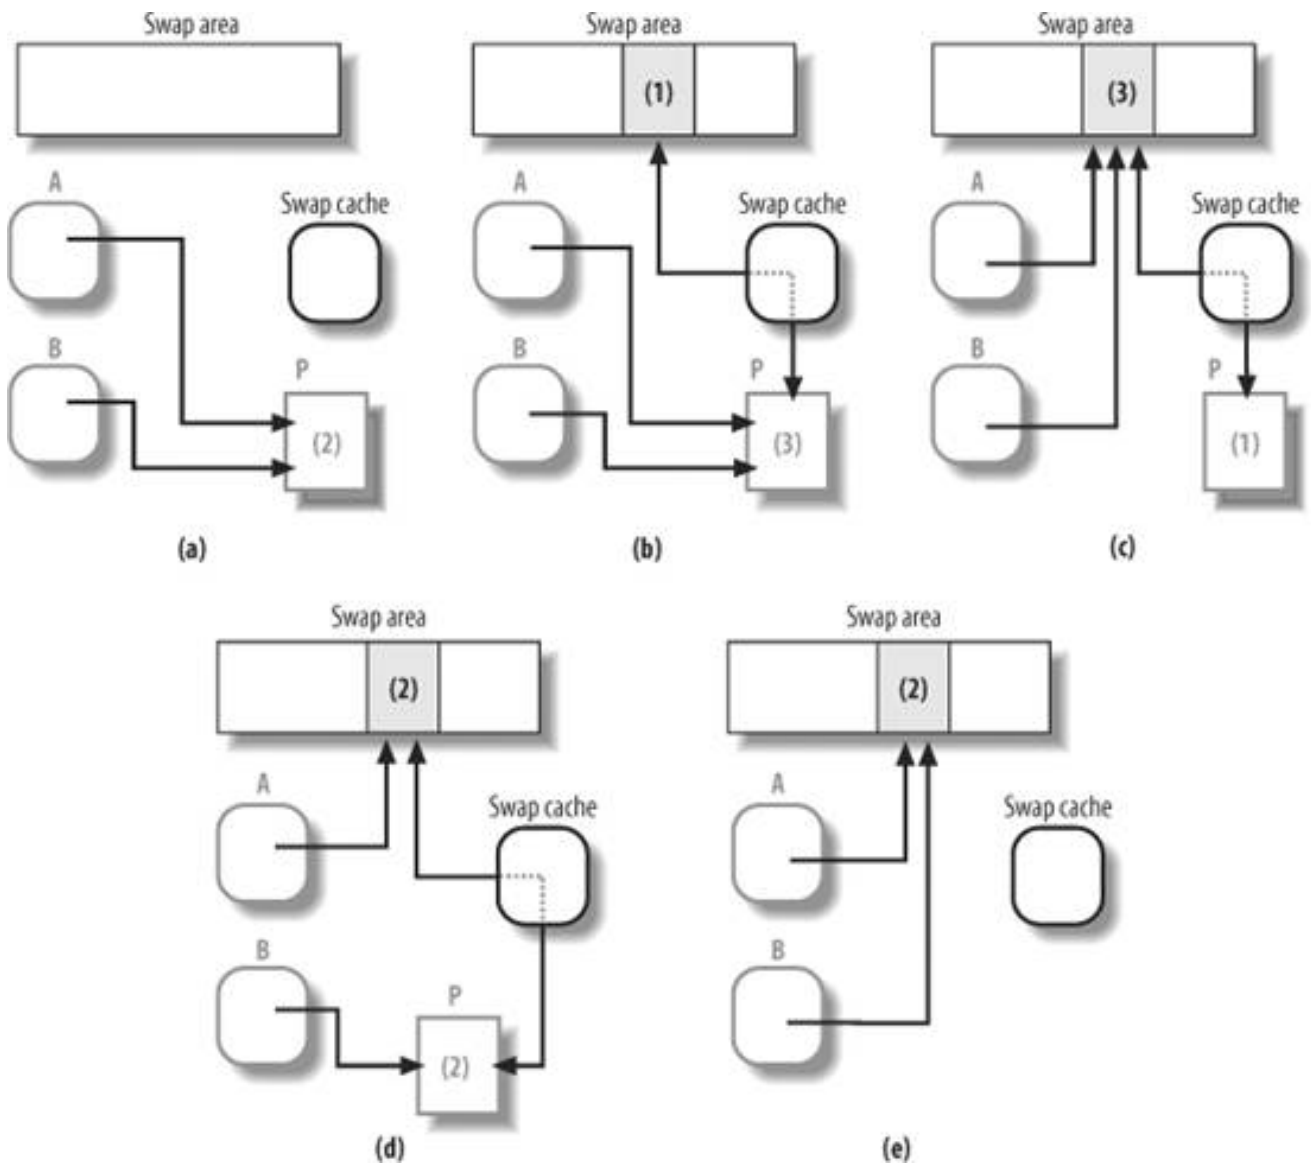 Swap area
A
Swap cache
B
P
(2)
(a)
Swap area
(1)
A
Swap cache
B
P
(3)
(b)
Swap area
(3)
A
Swap cache
B
P
(1)
(c)
Swap area
(2)
A
Swap cache
B
P
(2)
(d)
Swap area
(2)
A
Swap cache
B
(e)